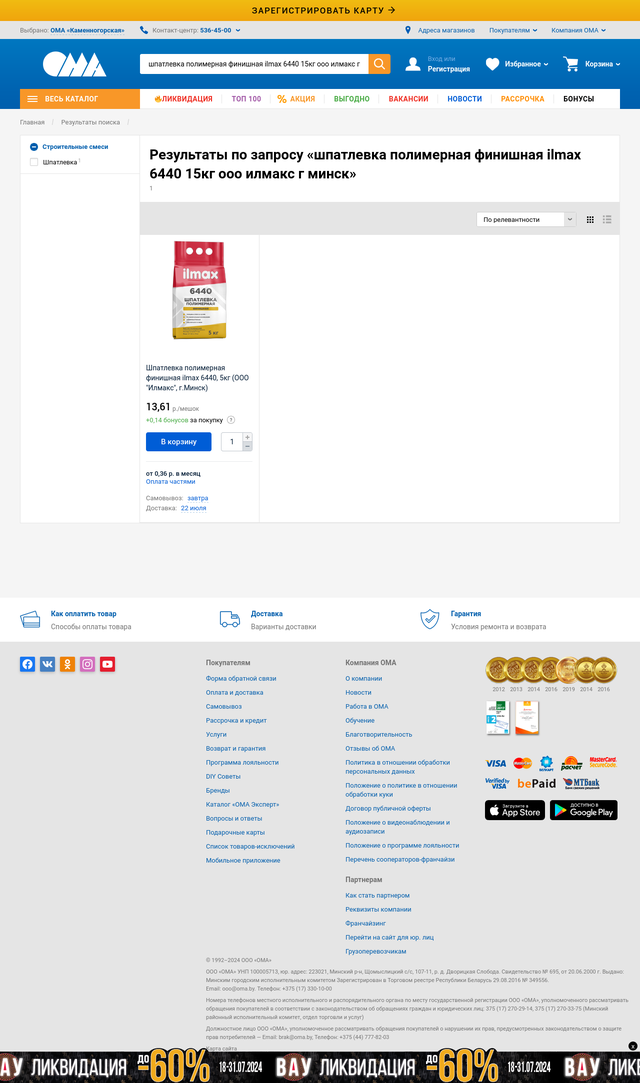 ЗАРЕГИСТРИРОВАТЬ КАРТУ →
Выбрано: ОМА «Каменногорская»
Контакт-центр: 536-45-00
Адреса магазинов
Покупателям
Компания ОМА
ОМА
шпатлевка полимерная финишная ilmax 6440 15кг ооо илмакс г
Вход или
Регистрация
Избранное
Корзина
ВЕСЬ КАТАЛОГ
ЛИКВИДАЦИЯ
ТОП 100
% АКЦИЯ
ВЫГОДНО
ВАКАНСИИ
НОВОСТИ
РАССРОЧКА
БОНУСЫ
Главная
Результаты поиска
Строительные смеси
Шпатлевка 1
Результаты по запросу «шпатлевка полимерная финишная ilmax
6440 15кг ооо илмакс г минск»
1
По релевантности
ilmax
6440
ШПАТЛЕВКА
ПОЛИМЕРНАЯ
5 кг
Шпатлевка полимерная
финишная ilmax 6440, 5кг (ООО
"Илмакс", г.Минск)
13,61 р./мешок
+0,14 бонусов за покупку ?
В корзину
1
+
−
от 0,36 р. в месяц
Оплата частями
Самовывоз: завтра
Доставка: 22 июля
Как оплатить товар
Способы оплаты товара
Доставка
Варианты доставки
Гарантия
Условия ремонта и возврата
Покупателям
Форма обратной связи
Оплата и доставка
Самовывоз
Рассрочка и кредит
Услуги
Возврат и гарантия
Программа лояльности
DIY Советы
Бренды
Каталог «ОМА Эксперт»
Вопросы и ответы
Подарочные карты
Список товаров-исключений
Мобильное приложение
Компания ОМА
О компании
Новости
Работа в ОМА
Обучение
Благотворительность
Отзывы об ОМА
Политика в отношении обработки
персональных данных
Положение о политике в отношении
обработки куки
Договор публичной оферты
Положение о видеонаблюдении и
аудиозаписи
Положение о программе лояльности
Перечень сооператоров-франчайзи
Партнерам
Как стать партнером
Реквизиты компании
Франчайзинг
Перейти на сайт для юр. лиц
Грузоперевозчикам
2012 2013 2014 2016 2019 2014 2016
VISA
MasterCard
БЕЛКАРТ
расчет
MasterCard.
SecureCode.
Verified by
VISA
bePaid
МТБанк
Загрузите в
App Store
ДОСТУПНО В
Google Play
© 1992–2024 ООО «ОМА»
ООО «ОМА» УНП 100005713, юр. адрес: 223021, Минский р-н, Щомыслицкий с/с, 107-11, р. д. Дворицкая Слобода. Свидетельство № 695, от 20.06.2000 г. Выдано:
Минским городским исполнительным комитетом Зарегистрирован в Торговом реестре Республики Беларусь 29.08.2016 № 349556.
Email: ooo@oma.by. Телефон: +375 (17) 330-10-00
Номера телефонов местного исполнительного и распорядительного органа по месту государственной регистрации ООО «ОМА», уполномоченного рассматривать
обращения покупателей в соответствии с законодательством об обращениях граждан и юридических лиц: 375 (17) 270-29-14, 375 (17) 270-33-75 (Минский
районный исполнительный комитет, отдел торговли и услуг)
Должностное лицо ООО «ОМА», уполномоченное рассматривать обращения покупателей о нарушении их прав, предусмотренных законодательством о защите
прав потребителей — Email: brak@oma.by, Телефон: +375 (44) 777-82-03
Карта сайта
x
АУ ЛИКВИДАЦИЯ ДО –60% 18-31.07.2024 ВАУ ЛИКВИДАЦИЯ ДО –60% 18-31.07.2024 ВАУ ЛИКВ